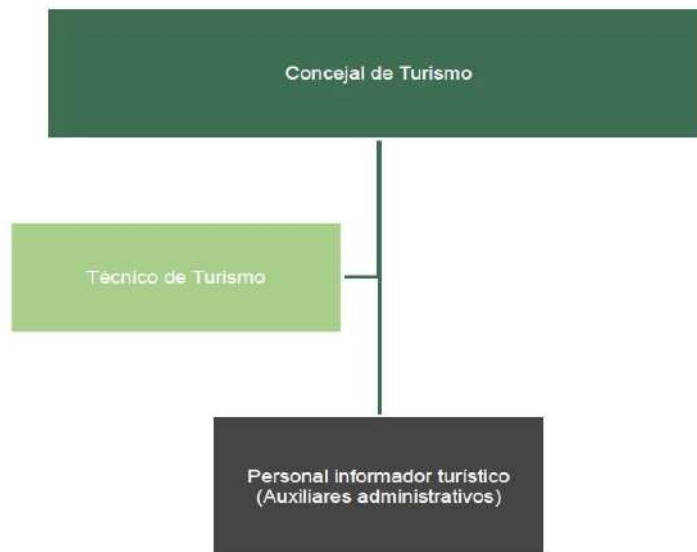 Concejal de Turismo
Técnico de Turismo
Personal informador turístico
(Auxiliares administrativos)